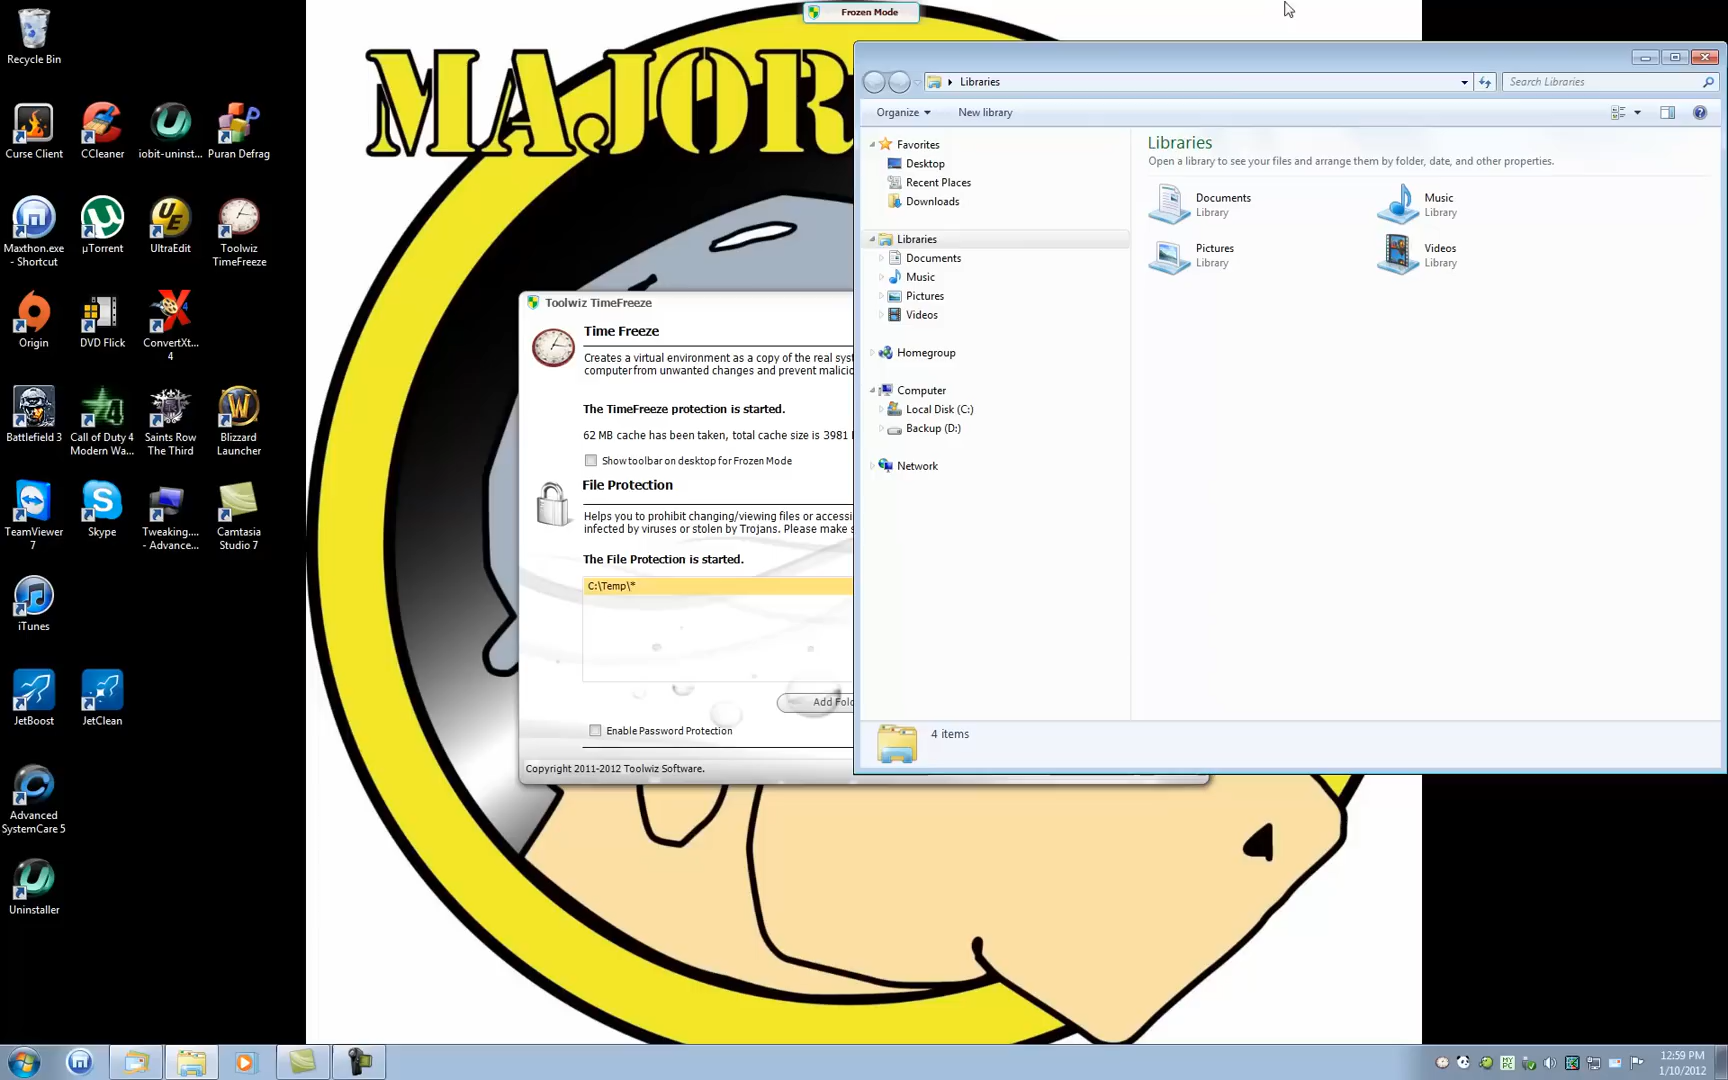 Frozen Mode
MAJOR
Recycle Bin
Curse Client
CCleaner
iobit-uninst...
Puran Defrag
Maxthon.exe
- Shortcut
µTorrent
UltraEdit
Toolwiz
TimeFreeze
Origin
DVD Flick
ConvertXt...
4
Battlefield 3
Call of Duty 4
Modern Wa...
Saints Row
The Third
Blizzard
Launcher
TeamViewer
7
Skype
Tweaking....
- Advance...
Camtasia
Studio 7
iTunes
JetBoost
JetClean
Advanced
SystemCare 5
Uninstaller
Toolwiz TimeFreeze
Time Freeze
Creates a virtual environment as a copy of the real sys
computer from unwanted changes and prevent malicio
The TimeFreeze protection is started.
62 MB cache has been taken, total cache size is 3981
Show toolbar on desktop for Frozen Mode
File Protection
Helps you to prohibit changing/viewing files or accessi
infected by viruses or stolen by Trojans. Please make s
The File Protection is started.
C:\Temp\*
Add Fol
Enable Password Protection
Copyright 2011-2012 Toolwiz Software.
Libraries
Search Libraries
Organize
New library
Favorites
Desktop
Recent Places
Downloads
Libraries
Documents
Music
Pictures
Videos
Homegroup
Computer
Local Disk (C:)
Backup (D:)
Network
Libraries
Open a library to see your files and arrange them by folder, date, and other properties.
Documents
Library
Music
Library
Pictures
Library
Videos
Library
4 items
12:59 PM
1/10/2012